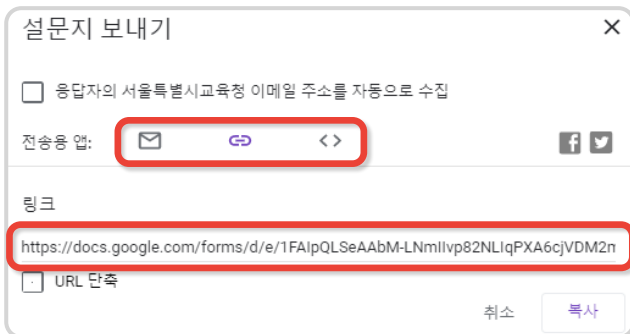 설문지 보내기
응답자의 서울특별시교육청 이메일 주소를 자동으로 수집
전송용 앱:
링크
https://docs.google.com/forms/d/e/1FAIpQLSeAAbM-LNmIIvp82NLIqPXA6cjVDM2m
URL 단축
취소 복사